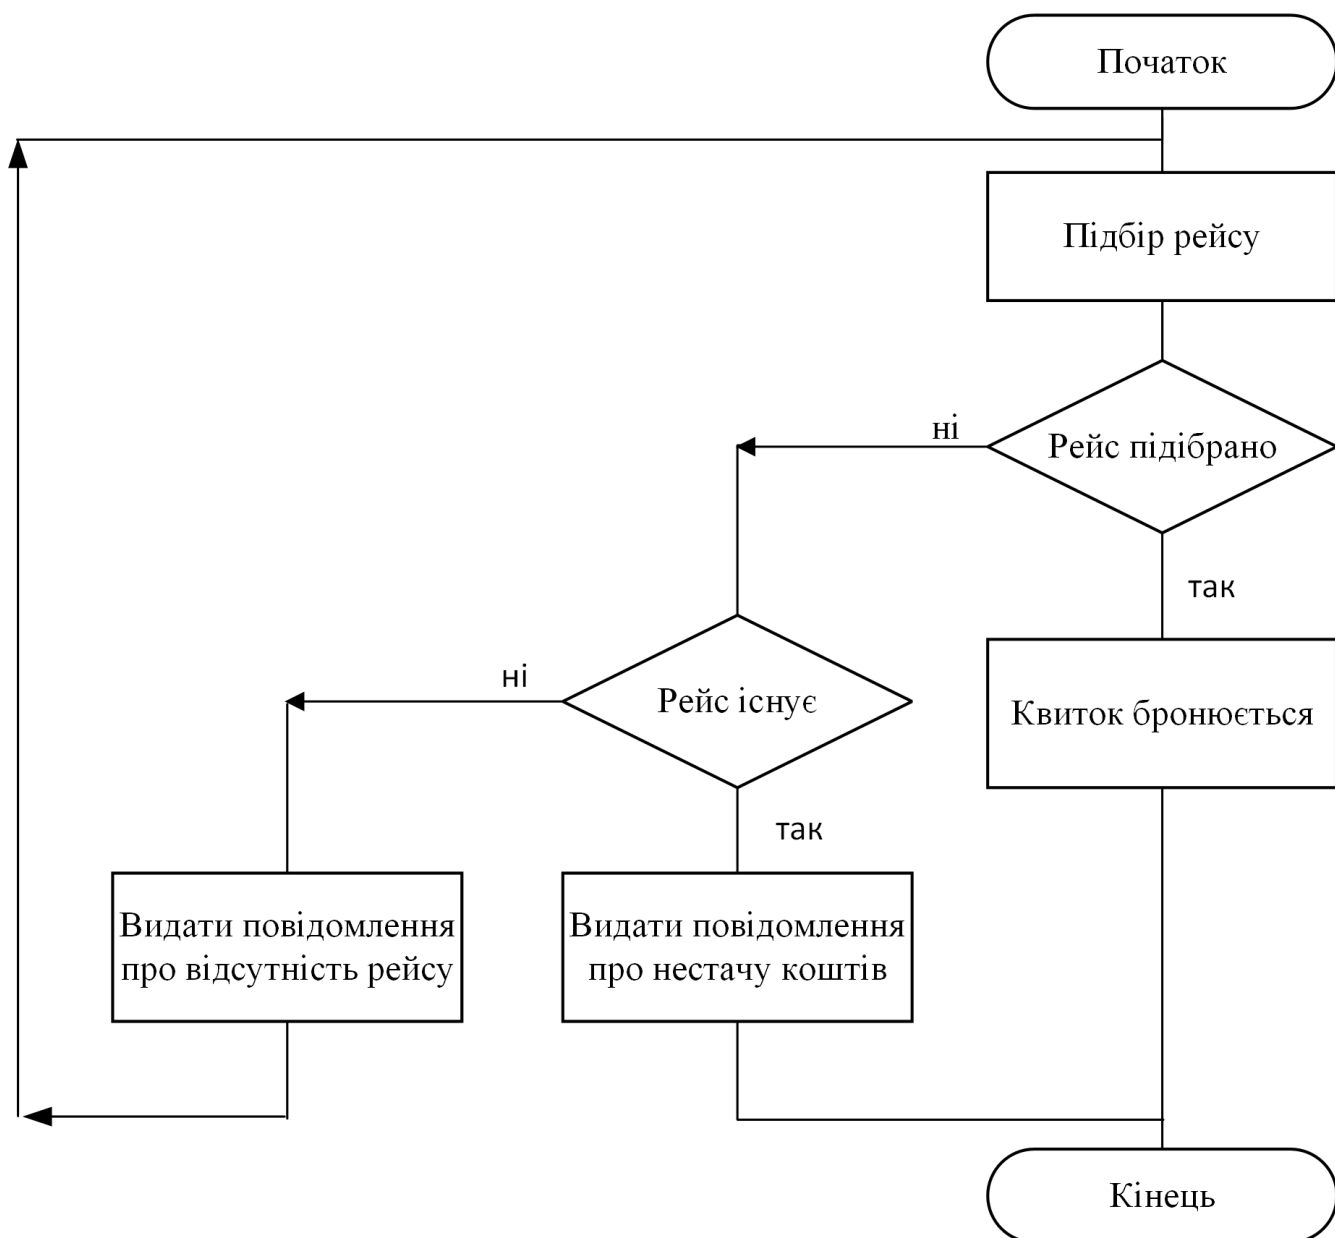 Початок
Підбір рейсу
Рейс підібрано
ні
так
Квиток бронюється
Рейс існує
ні
так
Видати повідомлення
про відсутність рейсу
Видати повідомлення
про нестачу коштів
Кінець